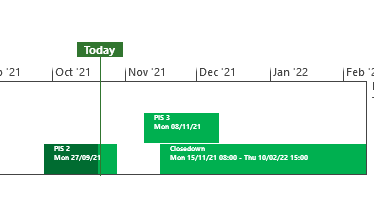 Today
p '21 Oct '21 Nov '21 Dec '21 Jan '22 Feb '2
PIS 3
Mon 08/11/21
PIS 2
Mon 27/09/21
Closedown
Mon 15/11/21 08:00 - Thu 10/02/22 15:00